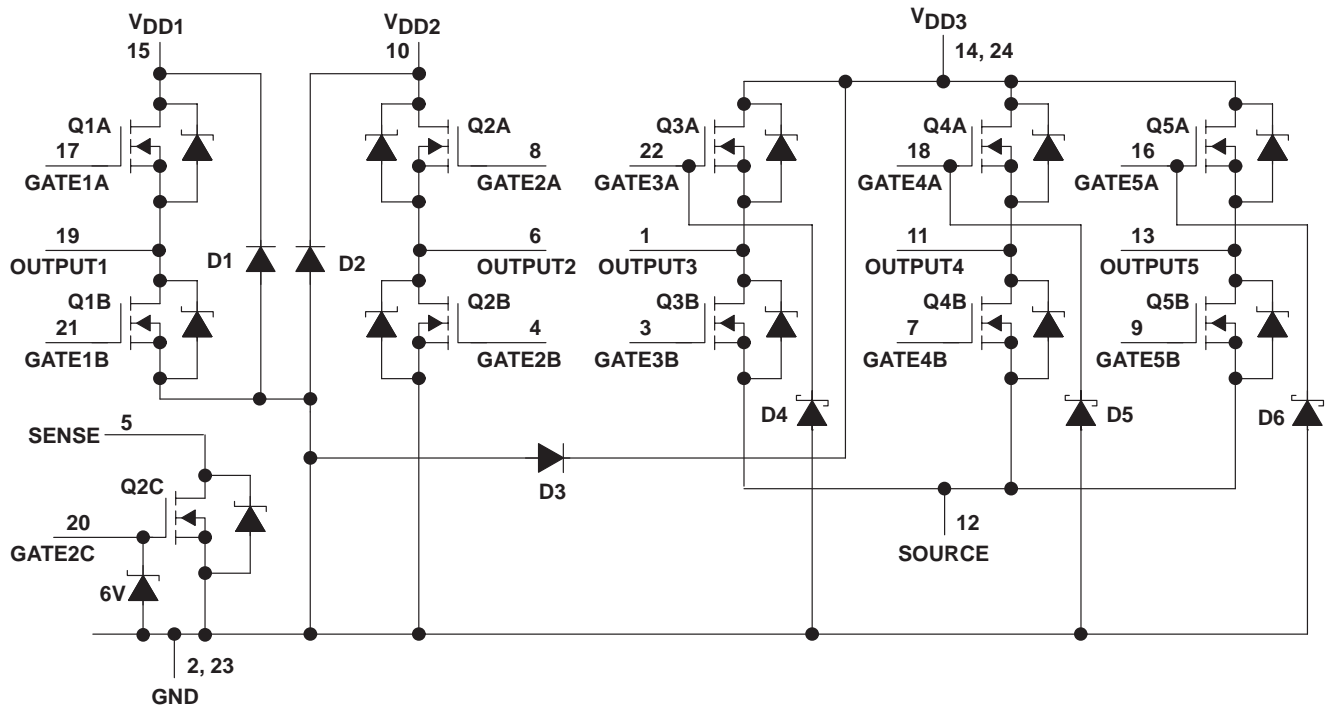 VDD1
15
VDD2
10
VDD3
14, 24
Q1A
17
GATE1A
Q2A
8
GATE2A
Q3A
22
GATE3A
Q4A
18
GATE4A
Q5A
16
GATE5A
19
OUTPUT1
D1
D2
6
OUTPUT2
1
OUTPUT3
11
OUTPUT4
13
OUTPUT5
Q1B
21
GATE1B
Q2B
4
GATE2B
Q3B
3
GATE3B
Q4B
7
GATE4B
Q5B
9
GATE5B
D4
D5
D6
5
SENSE
D3
Q2C
20
GATE2C
12
SOURCE
6V
2, 23
GND